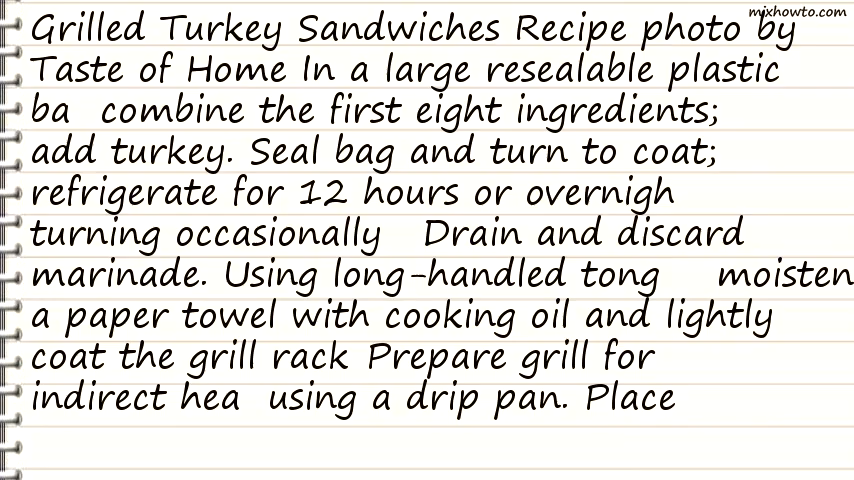 mixhowto.com
Grilled Turkey Sandwiches Recipe photo by
Taste of Home In a large resealable plastic
ba combine the first eight ingredients;
add turkey. Seal bag and turn to coat;
refrigerate for 12 hours or overnigh
turning occasionally Drain and discard
marinade. Using long-handled tong moisten
a paper towel with cooking oil and lightly
coat the grill rack Prepare grill for
indirect hea using a drip pan. Place